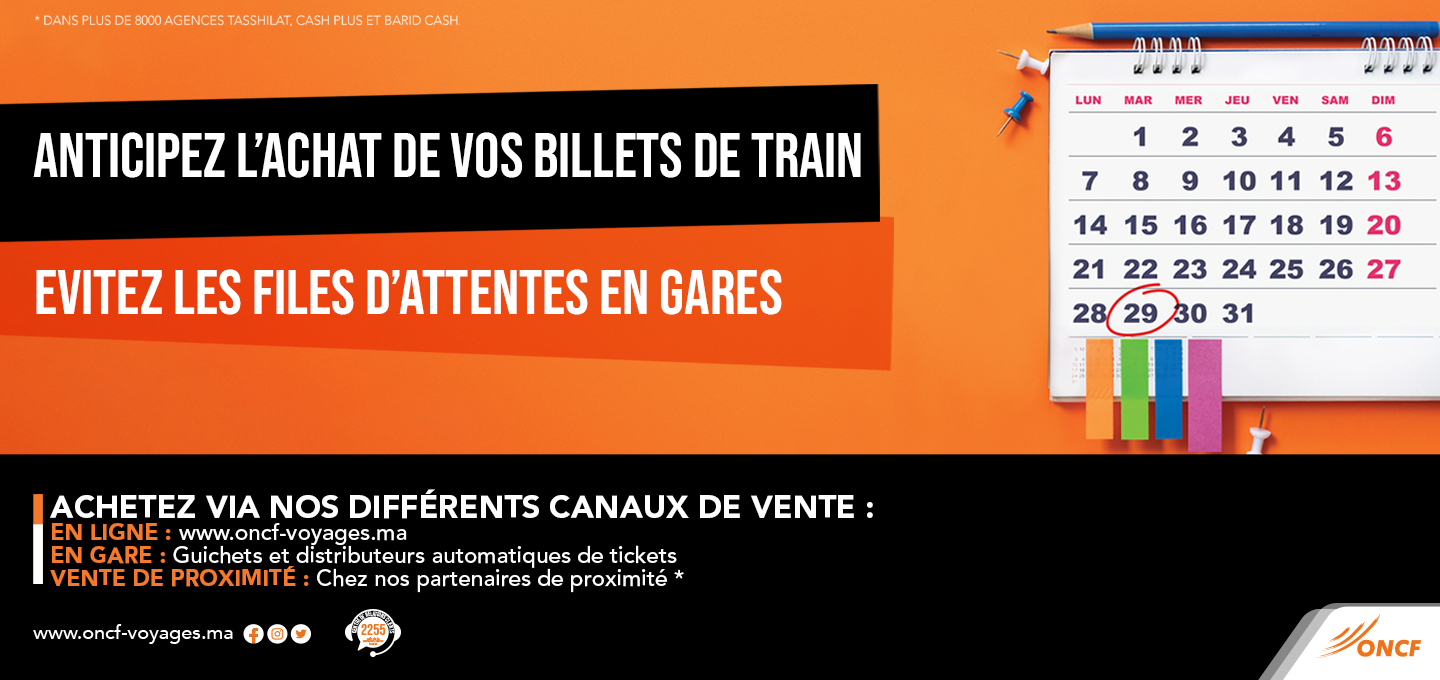 * DANS PLUS DE 8000 AGENCES TASSHILAT, CASH PLUS ET BARID CASH.
ANTICIPEZ L'ACHAT DE VOS BILLETS DE TRAIN
EVITEZ LES FILES D'ATTENTES EN GARES
LUN MAR MER JEU VEN SAM DIM
1 2 3 4 5 6
7 8 9 10 11 12 13
14 15 16 17 18 19 20
21 22 23 24 25 26 27
28 29 30 31
ACHETEZ VIA NOS DIFFÉRENTS CANAUX DE VENTE :
EN LIGNE : www.oncf-voyages.ma
EN GARE : Guichets et distributeurs automatiques de tickets
VENTE DE PROXIMITÉ : Chez nos partenaires de proximité *
www.oncf-voyages.ma
2255
ONCF